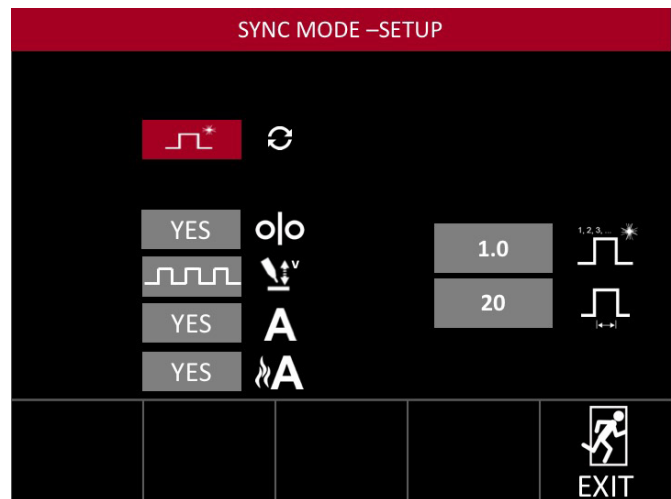 SYNC MODE –SETUP
YES
V
YES
A
YES
A
1, 2, 3, ...
1.0
20
EXIT